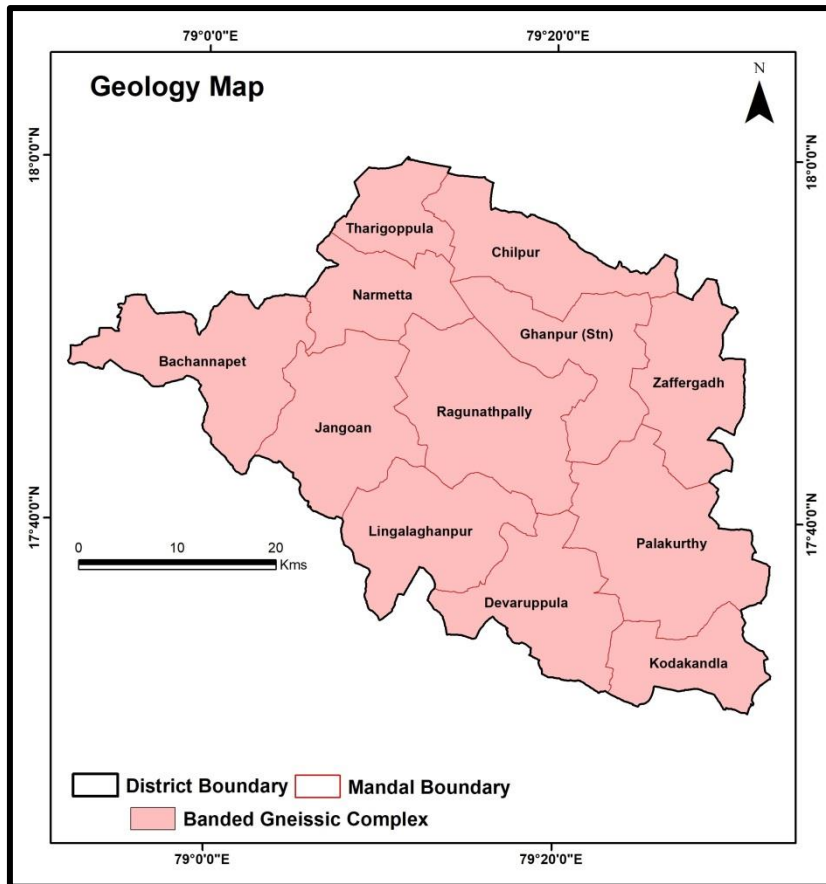 79°0'0"E 79°20'0"E
Geology Map
N
18°0'0"N 18°0'0"N
Tharigoppula
Chilpur
Narmetta
Ghanpur (Stn)
Bachannapet
Zaffergadh
Ragunathpally
Jangoan
17°40'0"N 17°40'0"N
Lingalaghanpur
Palakurthy
0 10 20
Kms
Devaruppula
Kodakandla
District Boundary Mandal Boundary
Banded Gneissic Complex
79°0'0"E 79°20'0"E